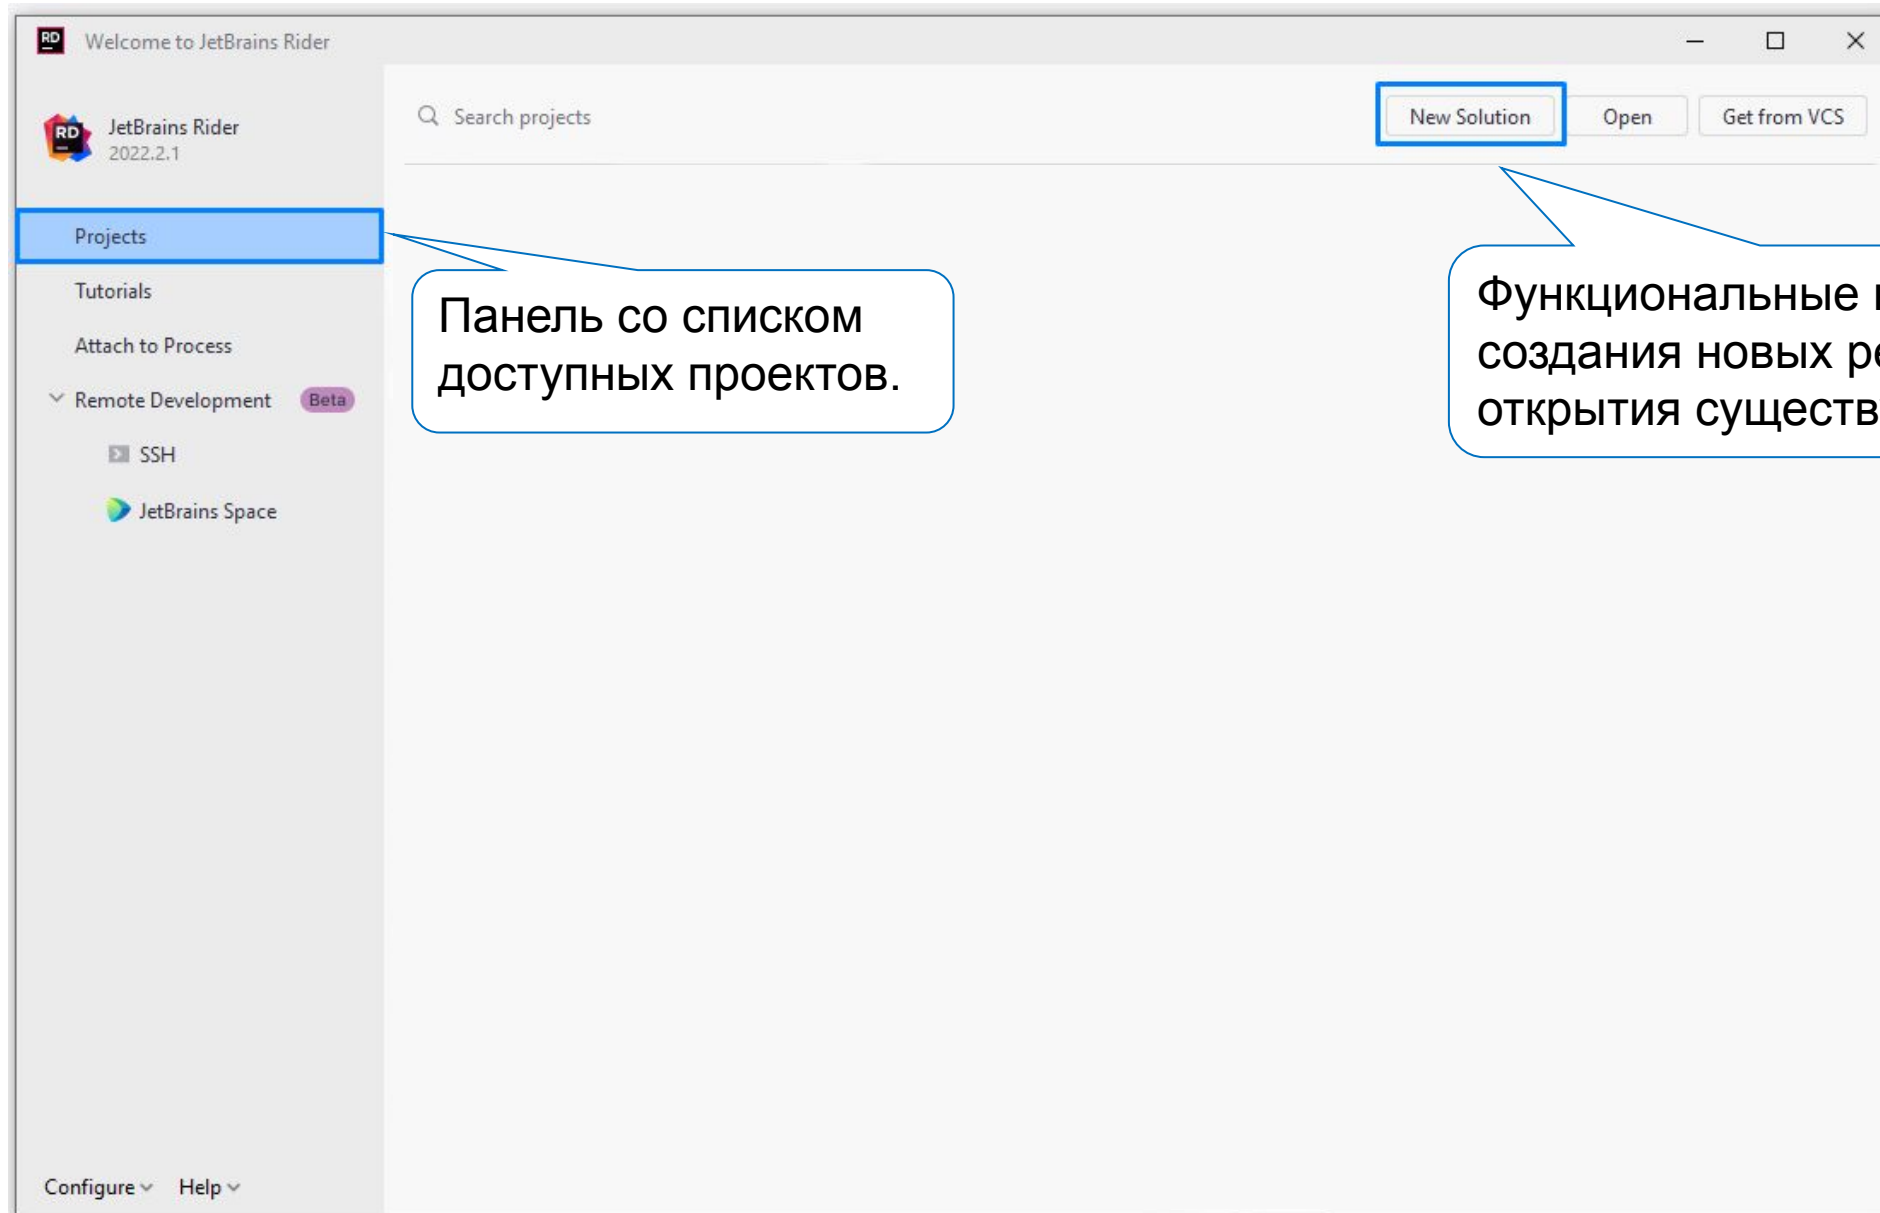 Welcome to JetBrains Rider
JetBrains Rider
2022.2.1
Search projects
New Solution
Open
Get from VCS
Projects
Tutorials
Attach to Process
Remote Development Beta
SSH
JetBrains Space
Панель со списком
доступных проектов.
Функциональные
создания новых
открытия
Configure
Help